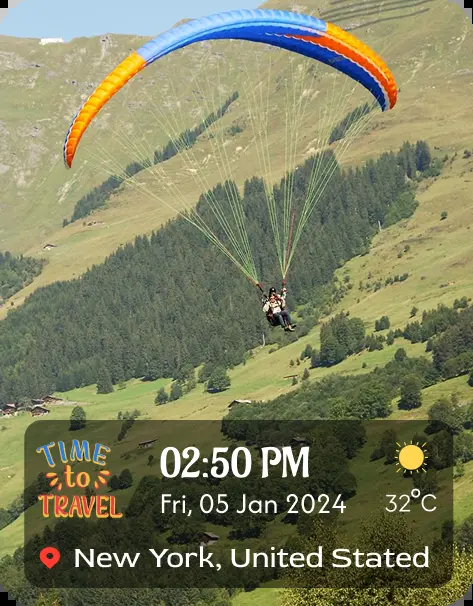 TIME
to
TRAVEL
02:50 PM
Fri, 05 Jan 2024
32°C
New York, United Stated